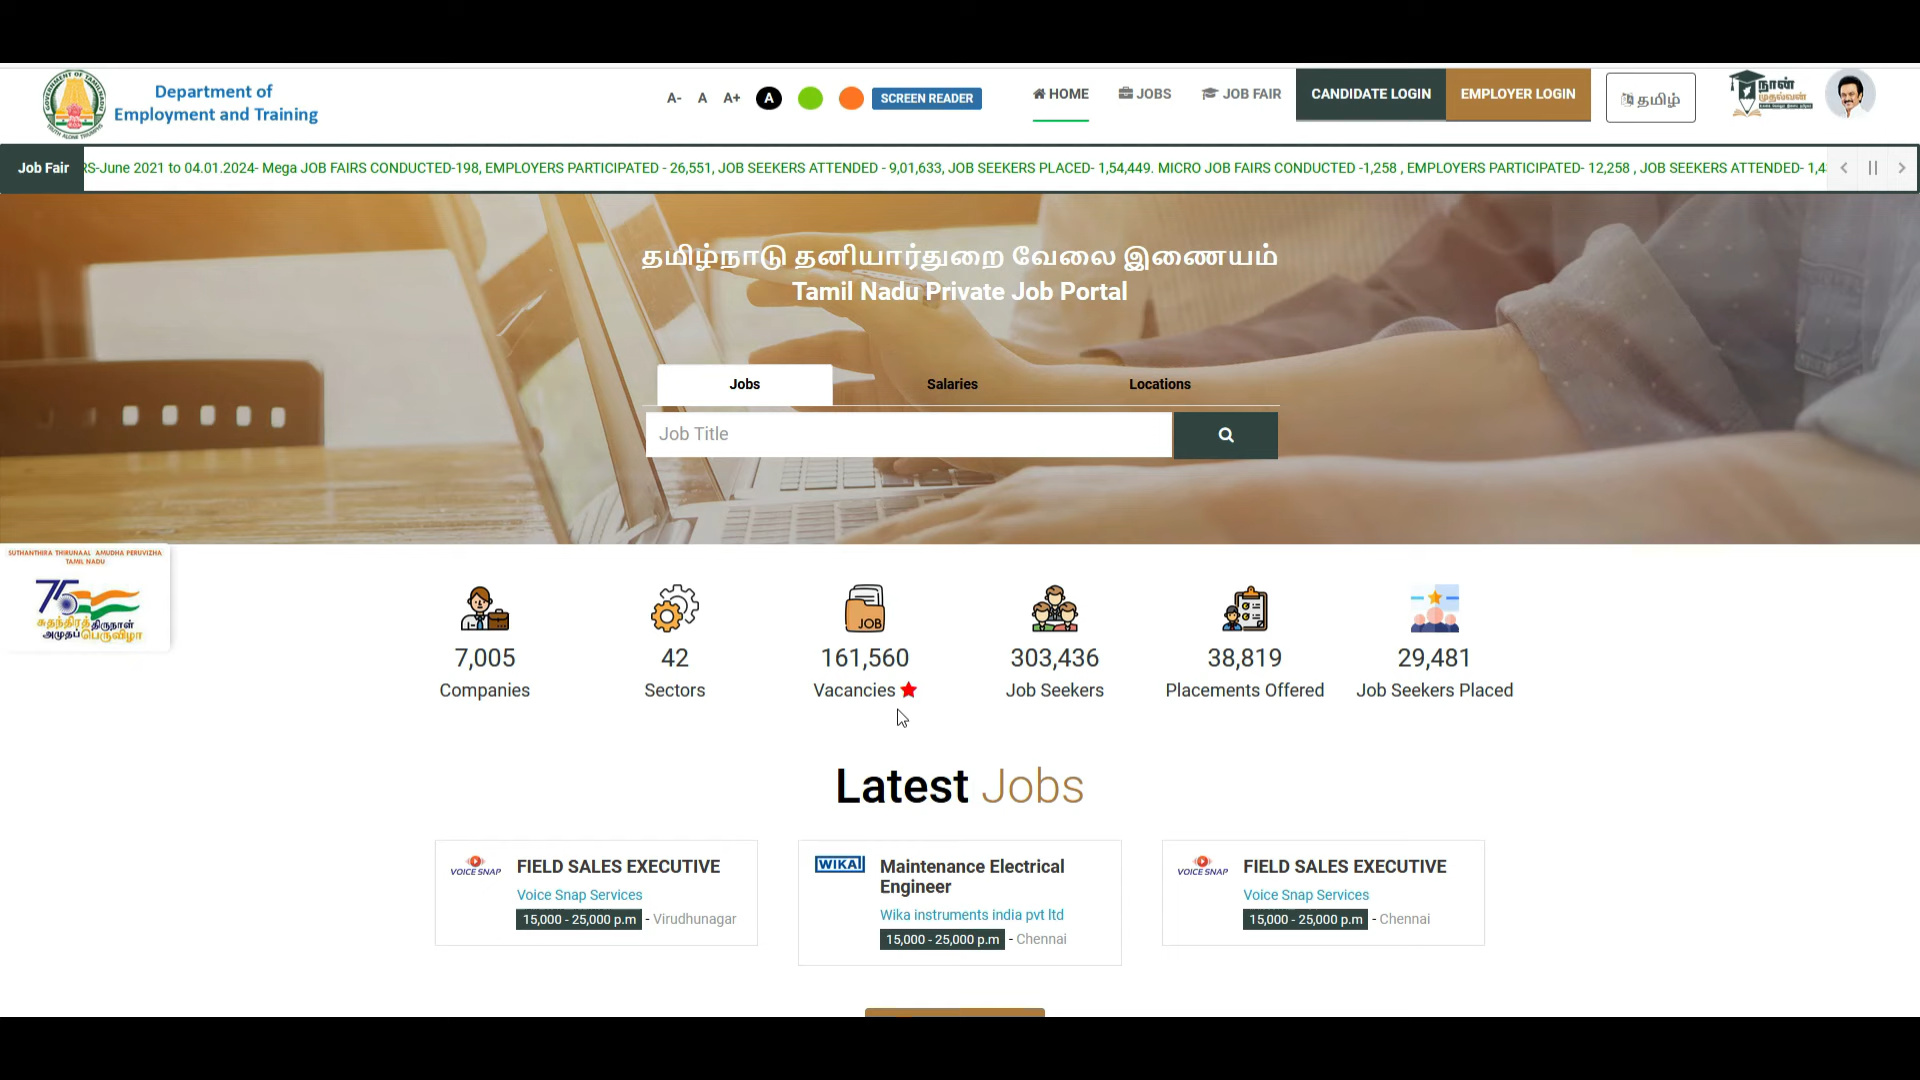 Department of
Employment and Training
A- A A+ A SCREEN READER
HOME JOBS JOB FAIR CANDIDATE LOGIN EMPLOYER LOGIN தமிழ்
நான்
முதல்வன்
Job Fair RS-June 2021 to 04.01.2024- Mega JOB FAIRS CONDUCTED-198, EMPLOYERS PARTICIPATED - 26,551, JOB SEEKERS ATTENDED - 9,01,633, JOB SEEKERS PLACED- 1,54,449. MICRO JOB FAIRS CONDUCTED -1,258 , EMPLOYERS PARTICIPATED- 12,258 , JOB SEEKERS ATTENDED- 1,4
தமிழ்நாடு தனியார்துறை வேலை இணையம்
Tamil Nadu Private Job Portal
Jobs Salaries Locations
Job Title
SUTHANTHIRA THIRUNAAL AMUDHA PERUVIZHA
TAMIL NADU
75
சுதந்திரத் திருநாள்
அமுதப் பெருவிழா
JOB
7,005 42 161,560 303,436 38,819 29,481
Companies Sectors Vacancies Job Seekers Placements Offered Job Seekers Placed
Latest Jobs
VOICE SNAP
FIELD SALES EXECUTIVE
Voice Snap Services
15,000 - 25,000 p.m - Virudhunagar
WIKA
Maintenance Electrical
Engineer
Wika instruments india pvt ltd
15,000 - 25,000 p.m - Chennai
VOICE SNAP
FIELD SALES EXECUTIVE
Voice Snap Services
15,000 - 25,000 p.m - Chennai